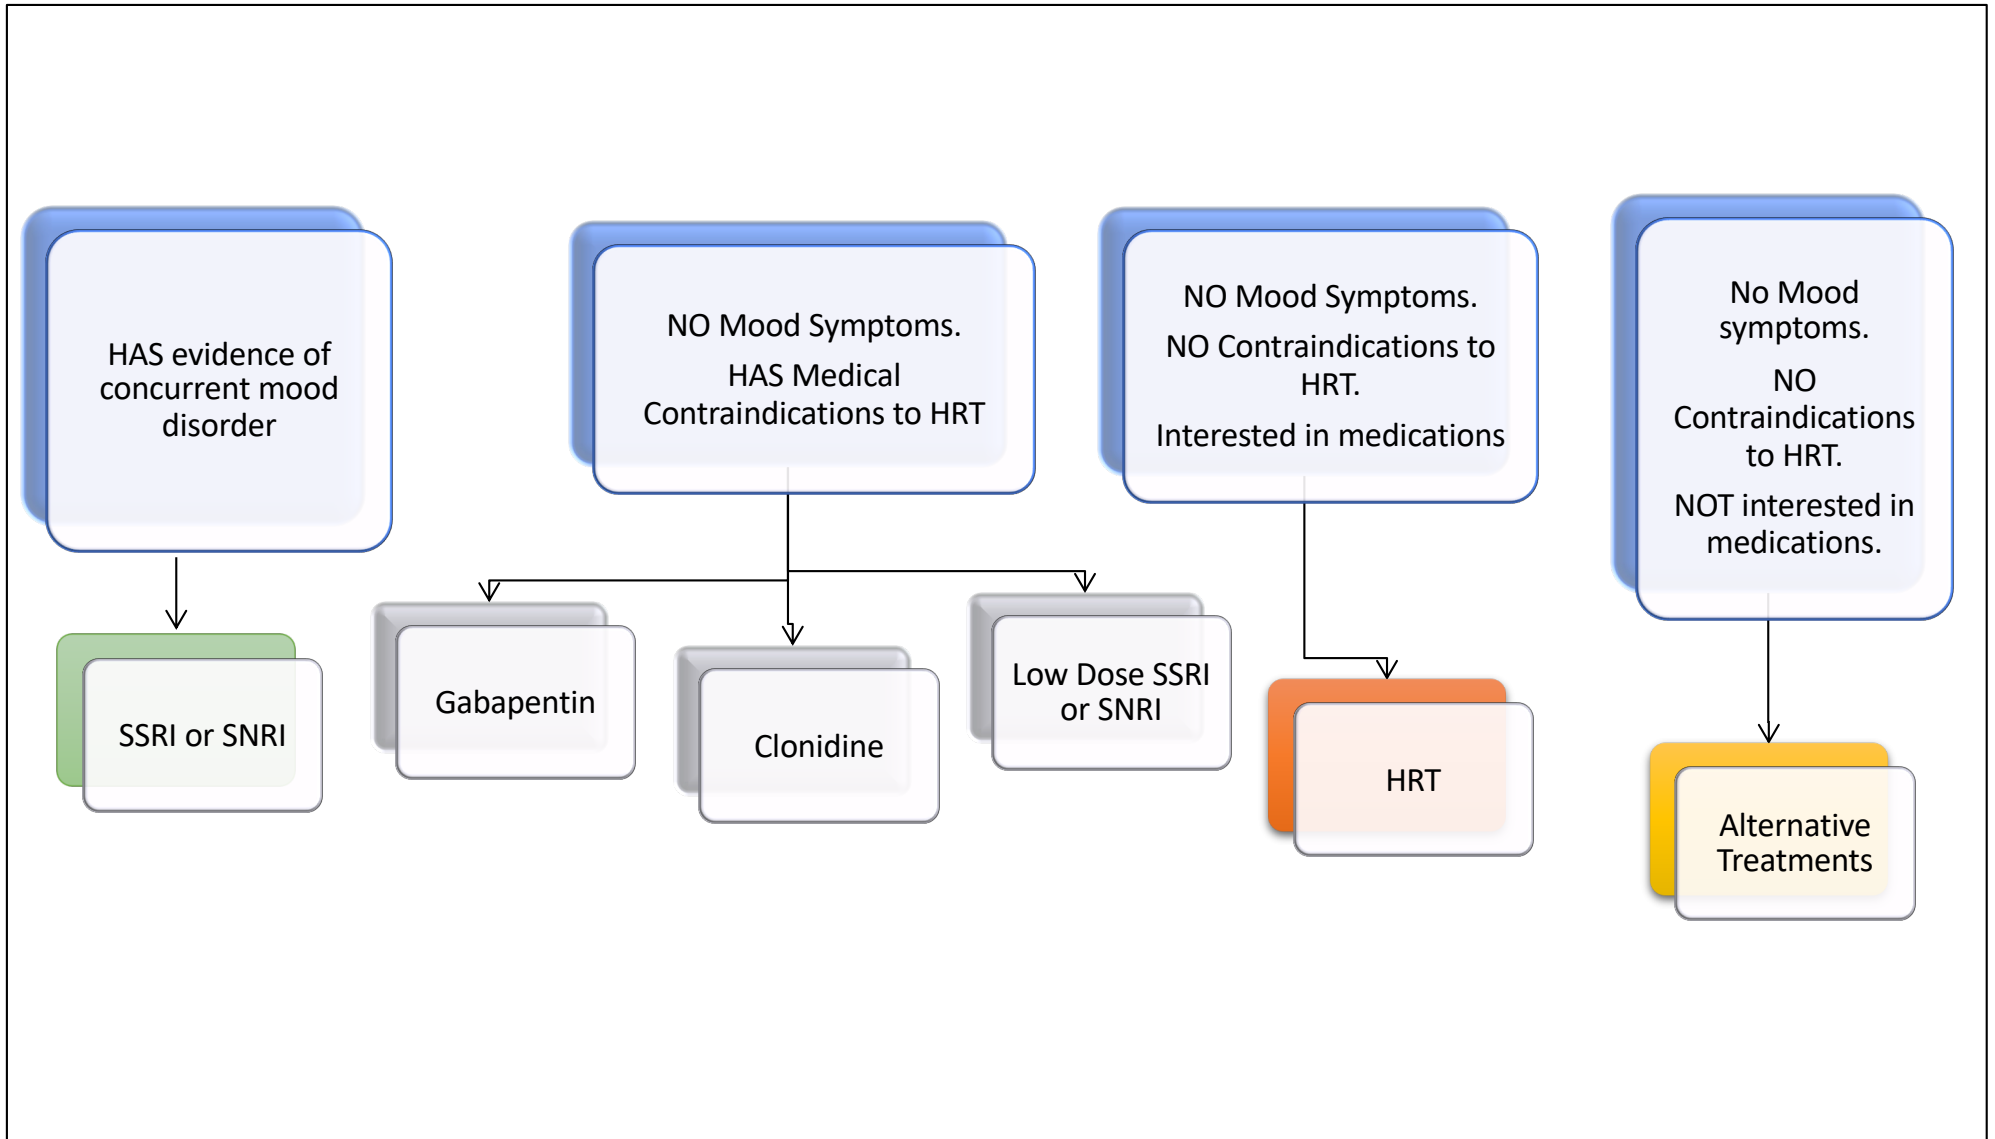 HAS evidence of
concurrent mood
disorder
NO Mood Symptoms.
HAS Medical
Contraindications to HRT
NO Mood Symptoms.
NO Contraindications to
HRT.
Interested in medications
No Mood
symptoms.
NO
Contraindications
to HRT.
NOT interested in
medications.
SSRI or SNRI
Gabapentin
Clonidine
Low Dose SSRI
or SNRI
HRT
Alternative
Treatments